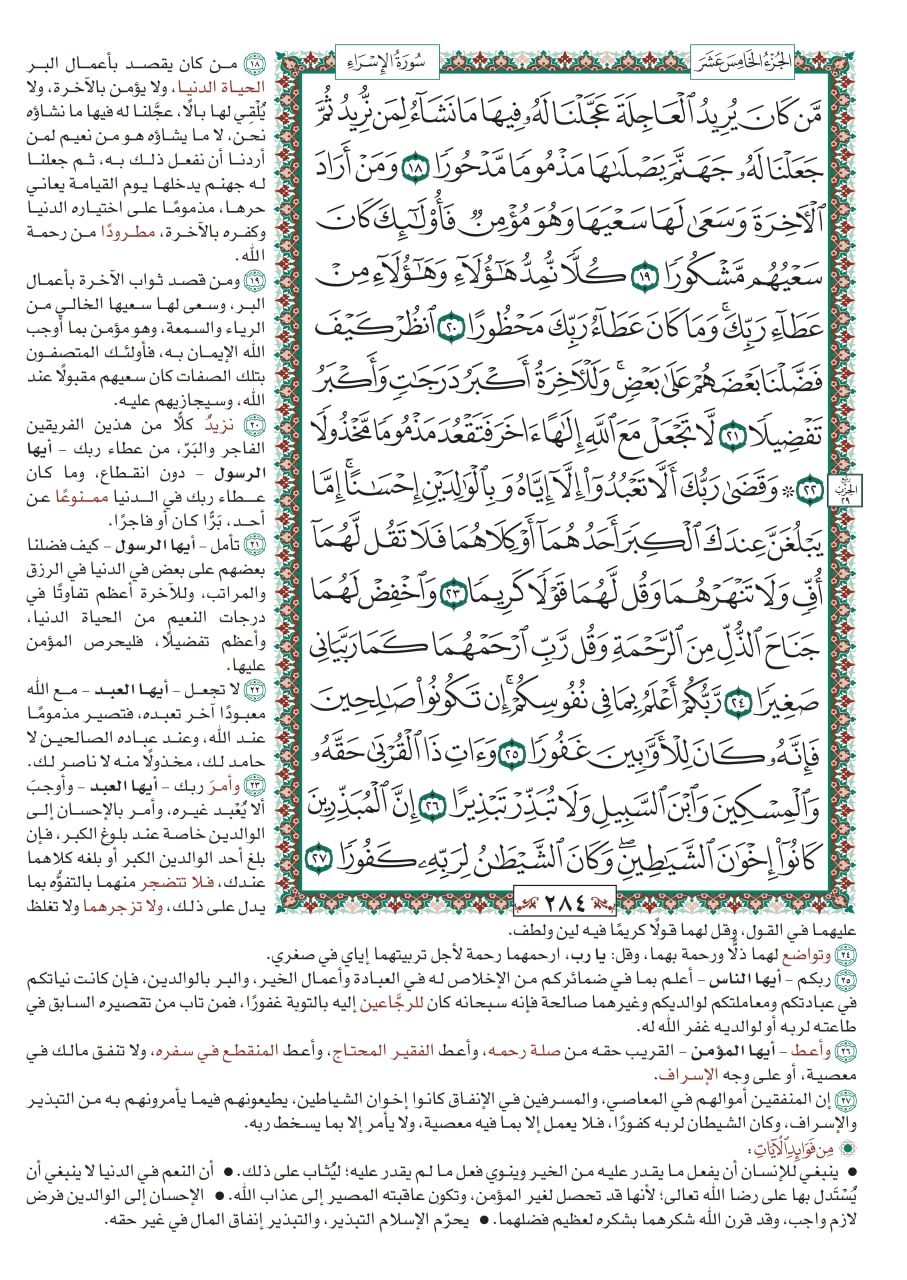 الجزء الخامس عشر
سورة الإسراء
مَّن كَانَ يُرِيدُ ٱلْعَاجِلَةَ عَجَّلْنَا لَهُۥ فِيهَا مَا نَشَآءُ لِمَن نُّرِيدُ ثُمَّ
جَعَلْنَا لَهُۥ جَهَنَّمَ يَصْلَىٰهَا مَذْمُومًا مَّدْحُورًا ١٨ وَمَنْ أَرَادَ
ٱلْءَاخِرَةَ وَسَعَىٰ لَهَا سَعْيَهَا وَهُوَ مُؤْمِنٌ فَأُو۟لَٰٓئِكَ كَانَ
سَعْيُهُم مَّشْكُورًا ١٩ كُلًّا نُّمِدُّ هَٰٓؤُلَآءِ وَهَٰٓؤُلَآءِ مِنْ
عَطَآءِ رَبِّكَ ۚ وَمَا كَانَ عَطَآءُ رَبِّكَ مَحْظُورًا ٢٠ ٱنظُرْ كَيْفَ
فَضَّلْنَا بَعْضَهُمْ عَلَىٰ بَعْضٍ ۚ وَلَلْءَاخِرَةُ أَكْبَرُ دَرَجَٰتٍ وَأَكْبَرُ
تَفْضِيلًا ٢١ لَّا تَجْعَلْ مَعَ ٱللَّهِ إِلَٰهًا ءَاخَرَ فَتَقْعُدَ مَذْمُومًا مَّخْذُولًا
٢٢ ۞ وَقَضَىٰ رَبُّكَ أَلَّا تَعْبُدُوٓا۟ إِلَّآ إِيَّاهُ وَبِٱلْوَٰلِدَيْنِ إِحْسَٰنًا ۚ إِمَّا
يَبْلُغَنَّ عِندَكَ ٱلْكِبَرَ أَحَدُهُمَآ أَوْ كِلَاهُمَا فَلَا تَقُل لَّهُمَآ
أُفٍّ وَلَا تَنْهَرْهُمَا وَقُل لَّهُمَا قَوْلًا كَرِيمًا ٢٣ وَٱخْفِضْ لَهُمَا
جَنَاحَ ٱلذُّلِّ مِنَ ٱلرَّحْمَةِ وَقُل رَّبِّ ٱرْحَمْهُمَا كَمَا رَبَّيَانِى
صَغِيرًا ٢٤ رَّبُّكُمْ أَعْلَمُ بِمَا فِى نُفُوسِكُمْ ۚ إِن تَكُونُوا۟ صَٰلِحِينَ
فَإِنَّهُۥ كَانَ لِلْأَوَّٰبِينَ غَفُورًا ٢٥ وَءَاتِ ذَا ٱلْقُرْبَىٰ حَقَّهُۥ
وَٱلْمِسْكِينَ وَٱبْنَ ٱلسَّبِيلِ وَلَا تُبَذِّرْ تَبْذِيرًا ٢٦ إِنَّ ٱلْمُبَذِّرِينَ
كَانُوٓا۟ إِخْوَٰنَ ٱلشَّيَٰطِينِ ۖ وَكَانَ ٱلشَّيْطَٰنُ لِرَبِّهِۦ كَفُورًا ٢٧
ربع
الحزب
٢٩
٢٨٤
١٨ من كان يقصد بأعمال البر
الحياة الدنيا، ولا يؤمن بالآخرة، ولا
يُلْقِي لها بالًا، عجَّلنا له فيها ما نشاؤه
نحن، لا ما يشاؤه هو من نعيم لمن
أردنا أن نفعل ذلك به، ثم جعلنا
له جهنم يدخلها يوم القيامة يعاني
حرها، مذمومًا على اختياره الدنيا
وكفره بالآخرة، مطرودًا من رحمة
الله.
١٩ ومن قصد ثواب الآخرة بأعمال
البر، وسعى لها سعيها الخالي من
الرياء والسمعة، وهو مؤمن بما أوجب
الله الإيمان به، فأولئك المتصفون
بتلك الصفات كان سعيهم مقبولًا عند
الله، وسيجازيهم عليه.
٢٠ نزيدُ كلًّا من هذين الفريقين
الفاجر والبَرّ، من عطاء ربك - أيها
الرسول - دون انقطاع، وما كان
عطاء ربك في الدنيا ممنوعًا عن
أحد، بَرًّا كان أو فاجرًا.
٢١ تأمل - أيها الرسول - كيف فضلنا
بعضهم على بعض في الدنيا في الرزق
والمراتب، وللآخرة أعظم تفاوتًا في
درجات النعيم من الحياة الدنيا،
وأعظم تفضيلًا، فليحرص المؤمن
عليها.
٢٢ لا تجعل - أيها العبد - مع الله
معبودًا آخر تعبده، فتصير مذمومًا
عند الله، وعند عباده الصالحين لا
حامد لك، مخذولًا منه لا ناصر لك.
٢٣ وأمرَ ربك - أيها العبد - وأوجبَ
ألا يُعْبد غيره، وأمر بالإحسان إلى
الوالدين خاصة عند بلوغ الكبر، فإن
بلغ أحد الوالدين الكبر أو بلغه كلاهما
عندك، فلا تتضجر منهما بالتفوُّه بما
يدل على ذلك، ولا تزجرهما ولا تغلظ
عليهما في القول، وقل لهما قولًا كريمًا فيه لين ولطف.
٢٤ وتواضع لهما ذلًّا ورحمة بهما، وقل: يا رب، ارحمهما رحمة لأجل تربيتهما إياي في صغري.
٢٥ ربكم - أيها الناس - أعلم بما في ضمائركم من الإخلاص له في العبادة وأعمال الخير، والبر بالوالدين، فإن كانت نياتكم
في عبادتكم ومعاملتكم لوالديكم وغيرهما صالحة فإنه سبحانه كان للرجَّاعين إليه بالتوبة غفورًا، فمن تاب من تقصيره السابق في
طاعته لربه أو لوالديه غفر الله له.
٢٦ وأعط - أيها المؤمن - القريب حقه من صلة رحمه، وأعط الفقير المحتاج، وأعط المنقطع في سفره، ولا تنفق مالك في
معصية، أو على وجه الإسراف.
٢٧ إن المنفقين أموالهم في المعاصي، والمسرفين في الإنفاق كانوا إخوان الشياطين، يطيعونهم فيما يأمرونهم به من التبذير
والإسراف، وكان الشيطان لربه كفورًا، فلا يعمل إلا بما فيه معصية، ولا يأمر إلا بما يسخط ربه.
من فوائد الآيات:
• ينبغي للإنسان أن يفعل ما يقدر عليه من الخير وينوي فعل ما لم يقدر عليه؛ ليُثاب على ذلك. • أن النعم في الدنيا لا ينبغي أن
يُسْتَدل بها على رضا الله تعالى؛ لأنها قد تحصل لغير المؤمن، وتكون عاقبته المصير إلى عذاب الله. • الإحسان إلى الوالدين فرض
لازم واجب، وقد قرن الله شكرهما بشكره لعظيم فضلهما. • يحرّم الإسلام التبذير، والتبذير إنفاق المال في غير حقه.